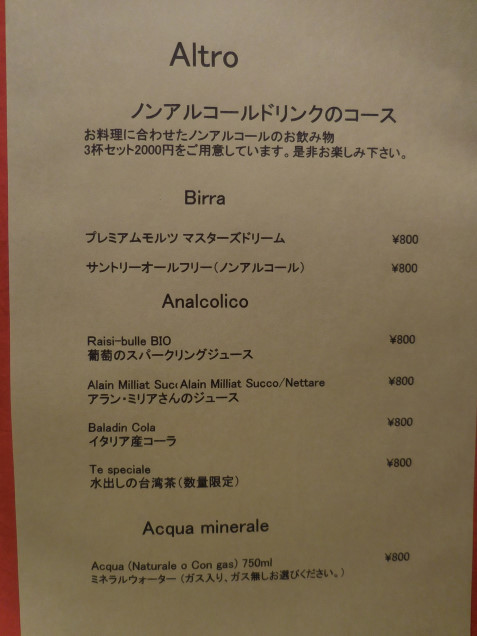 Altro
ノンアルコールドリンクのコース
お料理に合わせたノンアルコールのお飲み物
3杯セット2000円をご用意しています。是非お楽しみ下さい。
Birra
プレミアムモルツ マスターズドリーム ¥800
サントリーオールフリー(ノンアルコール) ¥800
Analcolico
Raisi-bulle BIO ¥800
葡萄のスパークリングジュース
Alain Milliat Succ Alain Milliat Succo/Nettare ¥800
アラン・ミリアさんのジュース
Baladin Cola ¥800
イタリア産コーラ
Te speciale ¥800
水出しの台湾茶(数量限定)
Acqua minerale
Acqua (Naturale o Con gas) 750ml ¥800
ミネラルウォーター (ガス入り、ガス無しお選びください。)